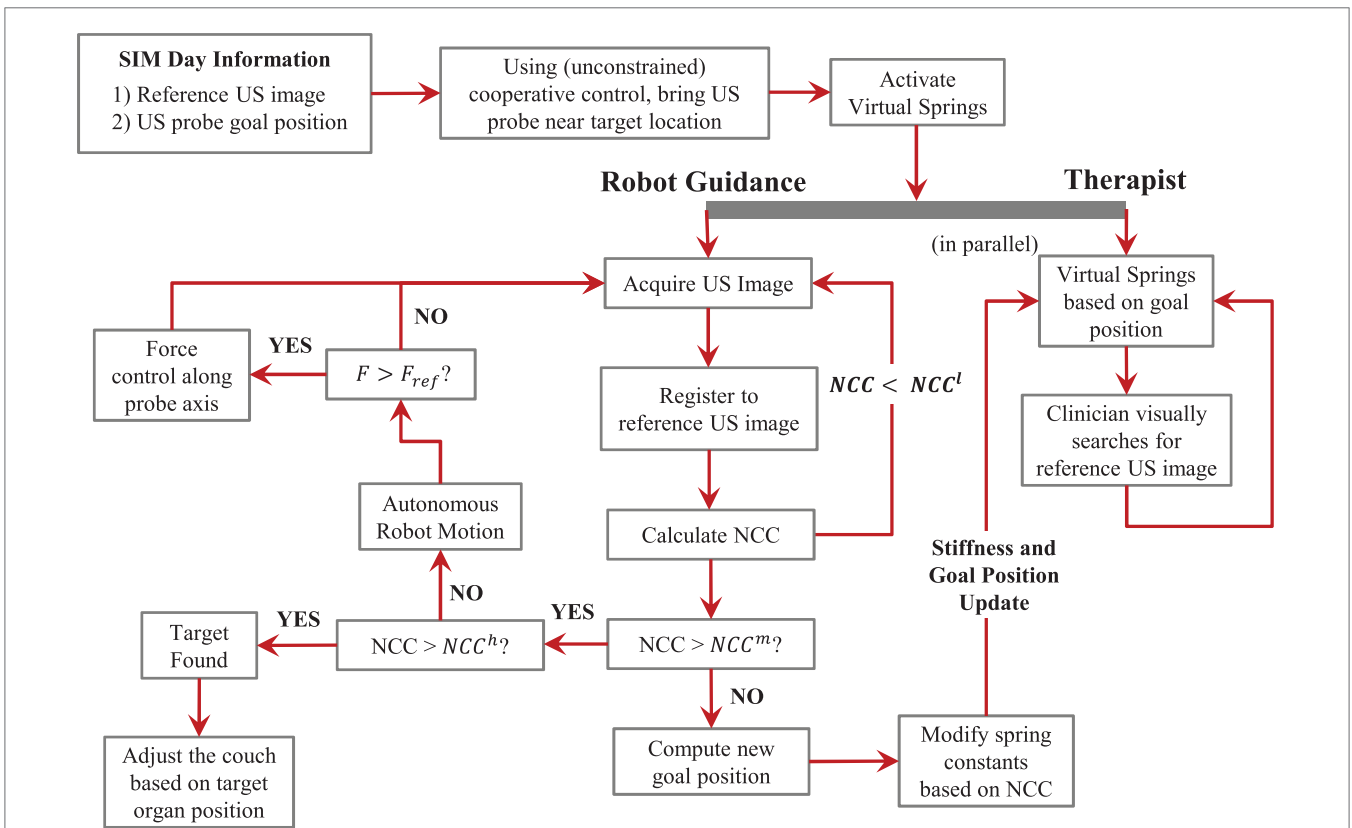 SIM Day Information
1) Reference US image
2) US probe goal position
Using (unconstrained)
cooperative control, bring US
probe near target location
Activate
Virtual Springs
Robot Guidance
Therapist
(in parallel)
Acquire US Image
Virtual Springs
based on goal
position
NO
YES
Force
control along
probe axis
F > F_ref?
Register to
reference US image
NCC < NCC^l
Clinician visually
searches for
reference US image
Autonomous
Robot Motion
Calculate NCC
Stiffness and
Goal Position
Update
NO
YES
YES
Target
Found
NCC > NCC^h?
NCC > NCC^m?
NO
Adjust the couch
based on target
organ position
Compute new
goal position
Modify spring
constants
based on NCC